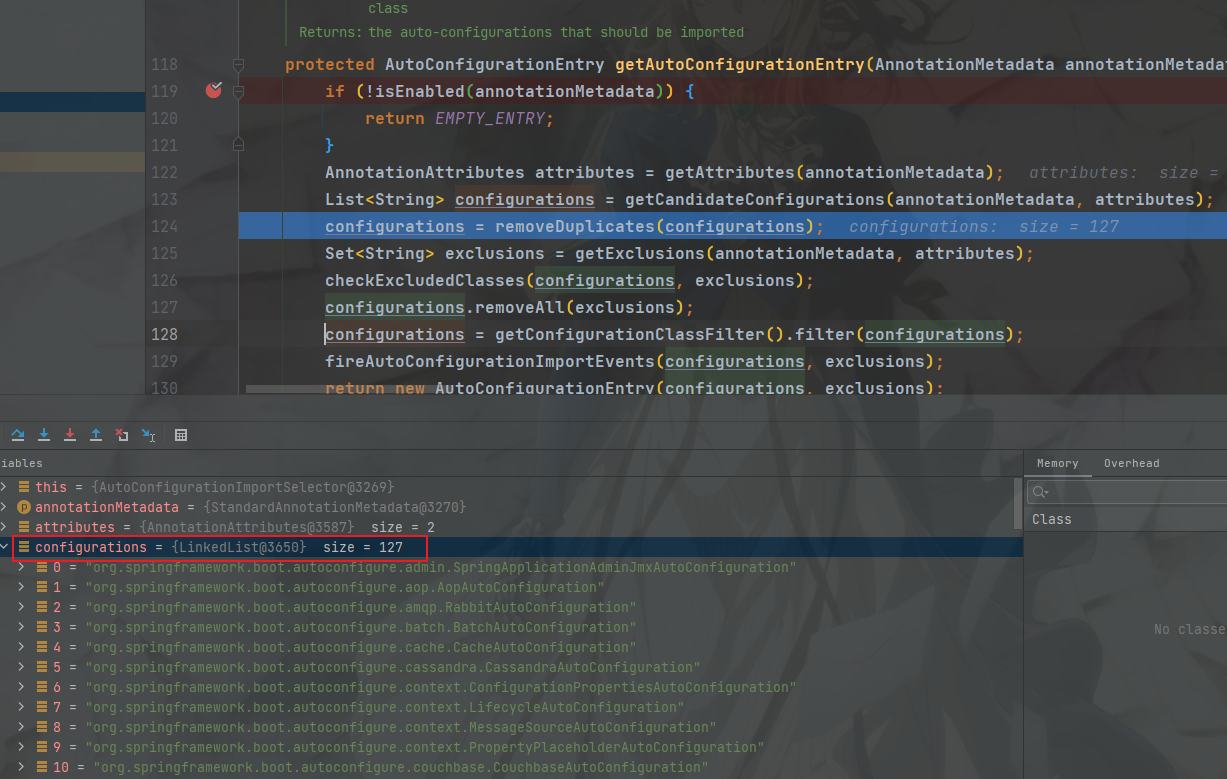 class
Returns: the auto-configurations that should be imported
118 protected AutoConfigurationEntry getAutoConfigurationEntry(AnnotationMetadata annotationMetada
119 if (!isEnabled(annotationMetadata)) {
120 return EMPTY_ENTRY;
121 }
122 AnnotationAttributes attributes = getAttributes(annotationMetadata); attributes: size =
123 List<String> configurations = getCandidateConfigurations(annotationMetadata, attributes);
124 configurations = removeDuplicates(configurations); configurations: size = 127
125 Set<String> exclusions = getExclusions(annotationMetadata, attributes);
126 checkExcludedClasses(configurations, exclusions);
127 configurations.removeAll(exclusions);
128 configurations = getConfigurationClassFilter().filter(configurations);
129 fireAutoConfigurationImportEvents(configurations, exclusions);
130 return new AutoConfigurationEntry(configurations, exclusions);
iables
Memory Overhead
this = {AutoConfigurationImportSelector@3269}
p annotationMetadata = {StandardAnnotationMetadata@3270}
Class
attributes = {AnnotationAttributes@3587} size = 2
configurations = {LinkedList@3650} size = 127
0 = "org.springframework.boot.autoconfigure.admin.SpringApplicationAdminJmxAutoConfiguration"
1 = "org.springframework.boot.autoconfigure.aop.AopAutoConfiguration"
2 = "org.springframework.boot.autoconfigure.amqp.RabbitAutoConfiguration"
3 = "org.springframework.boot.autoconfigure.batch.BatchAutoConfiguration"
No classe
4 = "org.springframework.boot.autoconfigure.cache.CacheAutoConfiguration"
5 = "org.springframework.boot.autoconfigure.cassandra.CassandraAutoConfiguration"
6 = "org.springframework.boot.autoconfigure.context.ConfigurationPropertiesAutoConfiguration"
7 = "org.springframework.boot.autoconfigure.context.LifecycleAutoConfiguration"
8 = "org.springframework.boot.autoconfigure.context.MessageSourceAutoConfiguration"
9 = "org.springframework.boot.autoconfigure.context.PropertyPlaceholderAutoConfiguration"
10 = "org.springframework.boot.autoconfigure.couchbase.CouchbaseAutoConfiguration"